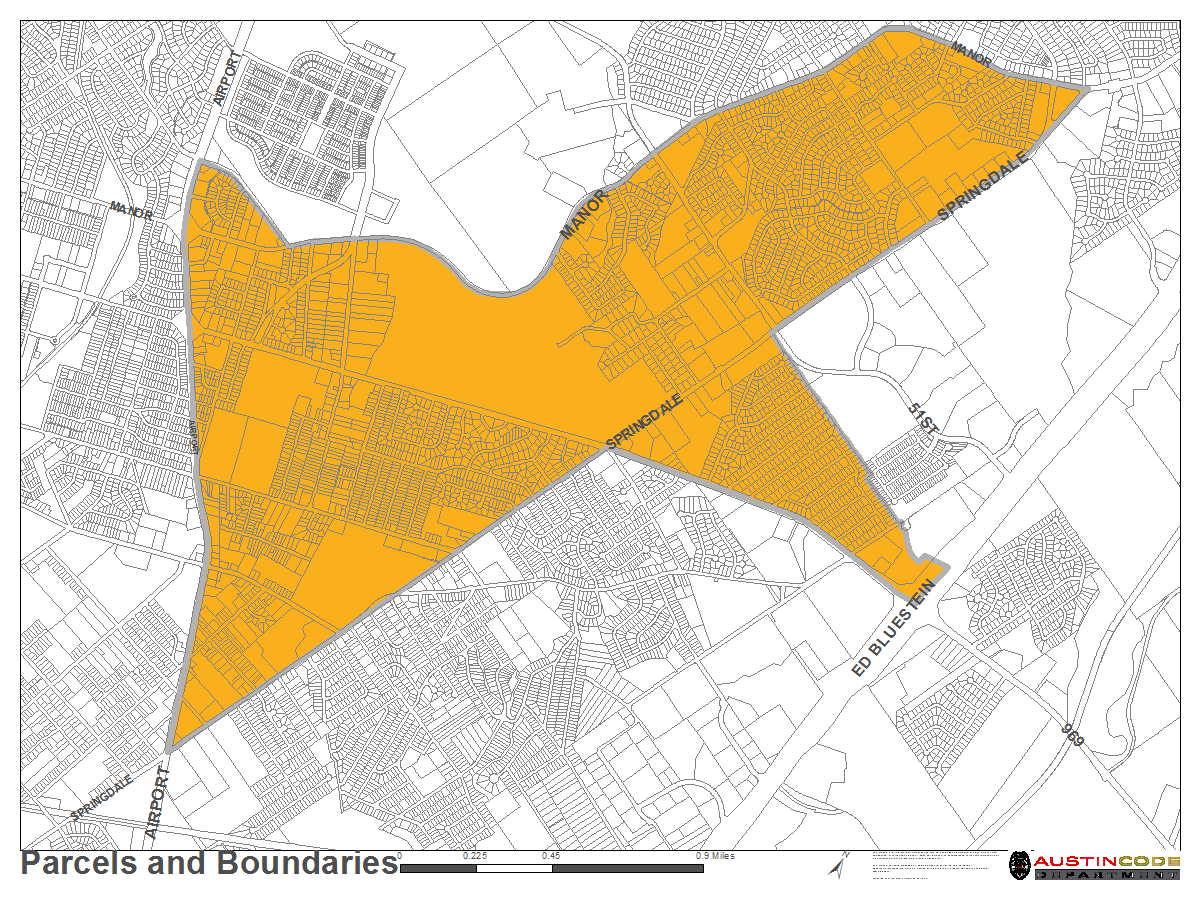 MANOR
AIRPORT
MANOR
SPRINGDALE
MANOR
SPRINGDALE
51ST
AIRPORT
ED BLUESTEIN
969
AIRPORT
SPRINGDALE
Parcels and Boundaries
0 0.225 0.45 0.9 Miles
N
AUSTINCODE
DEPARTMENT